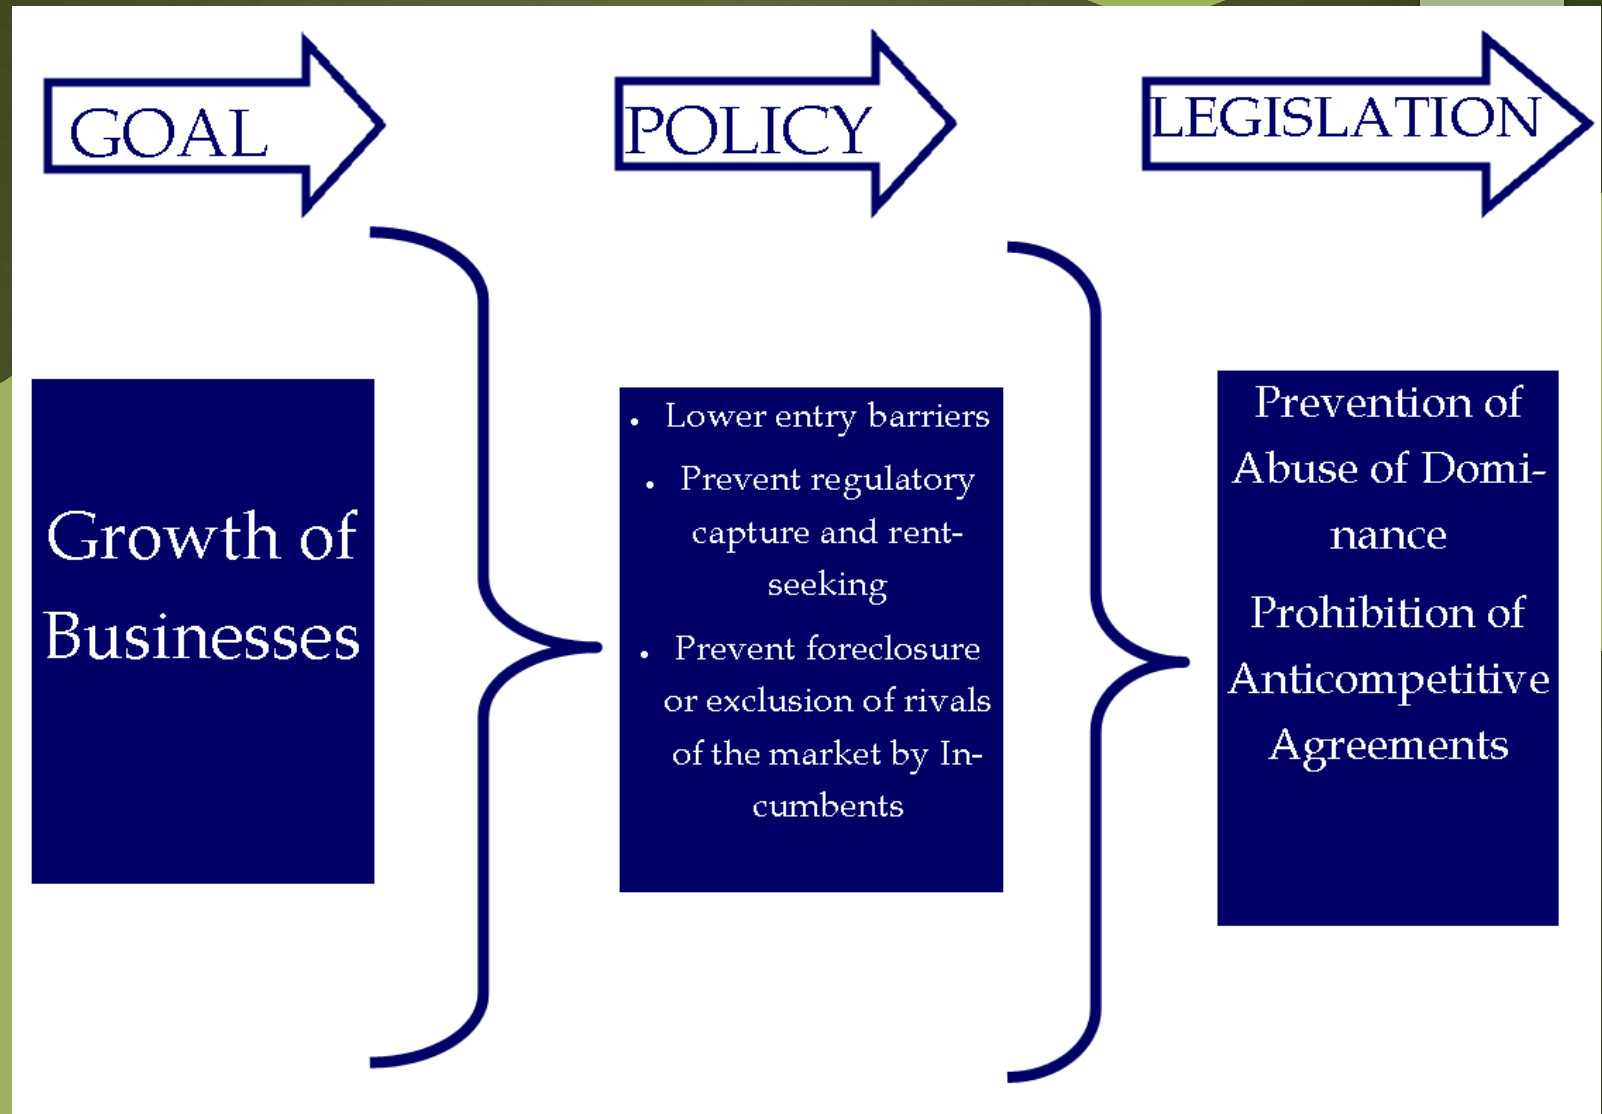 GOAL
POLICY
LEGISLATION
Growth of
Businesses
• Lower entry barriers
• Prevent regulatory
capture and rent-
seeking
• Prevent foreclosure
or exclusion of rivals
of the market by In-
cumbents
Prevention of
Abuse of Domi-
nance
Prohibition of
Anticompetitive
Agreements